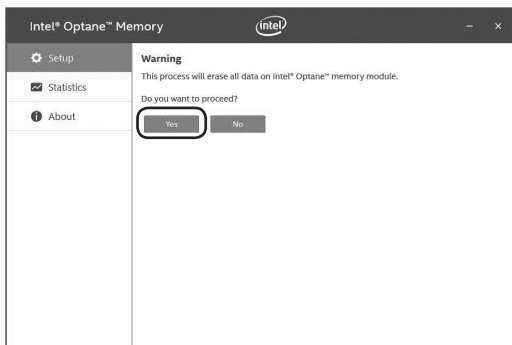 Intel® Optane™ Memory
intel®
Setup
Statistics
About
Warning
This process will erase all data on Intel® Optane™ memory module.
Do you want to proceed?
Yes
No